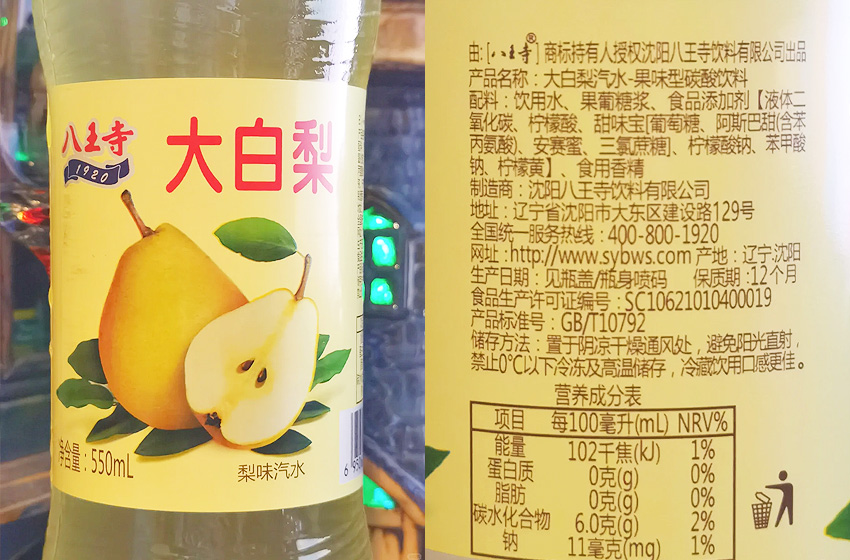 八王寺
1920
大白梨
净含量：550mL
梨味汽水
由:[八王寺®]商标持有人授权沈阳八王寺饮料有限公司出品
产品名称：大白梨汽水-果味型碳酸饮料
配料：饮用水、果葡糖浆、食品添加剂【液体二
氧化碳、柠檬酸、甜味宝[葡萄糖、阿斯巴甜(含苯
丙氨酸)、安赛蜜、三氯蔗糖]、柠檬酸钠、苯甲酸
钠、柠檬黄】、食用香精
制造商：沈阳八王寺饮料有限公司
地址：辽宁省沈阳市大东区建设路129号
全国统一服务热线：400-800-1920
网址:http://www.sybws.com 产地：辽宁.沈阳
生产日期：见瓶盖/瓶身喷码 保质期:12个月
食品生产许可证编号：SC10621010400019
产品标准号：GB/T10792
储存方法：置于阴凉干燥通风处，避免阳光直射，
禁止0℃以下冷冻及高温储存，冷藏饮用口感更佳。
营养成分表
项目 每100毫升(mL) NRV%
能量 102千焦(kJ) 1%
蛋白质 0克(g) 0%
脂肪 0克(g) 0%
碳水化合物 6.0克(g) 2%
钠 11毫克(mg) 1%